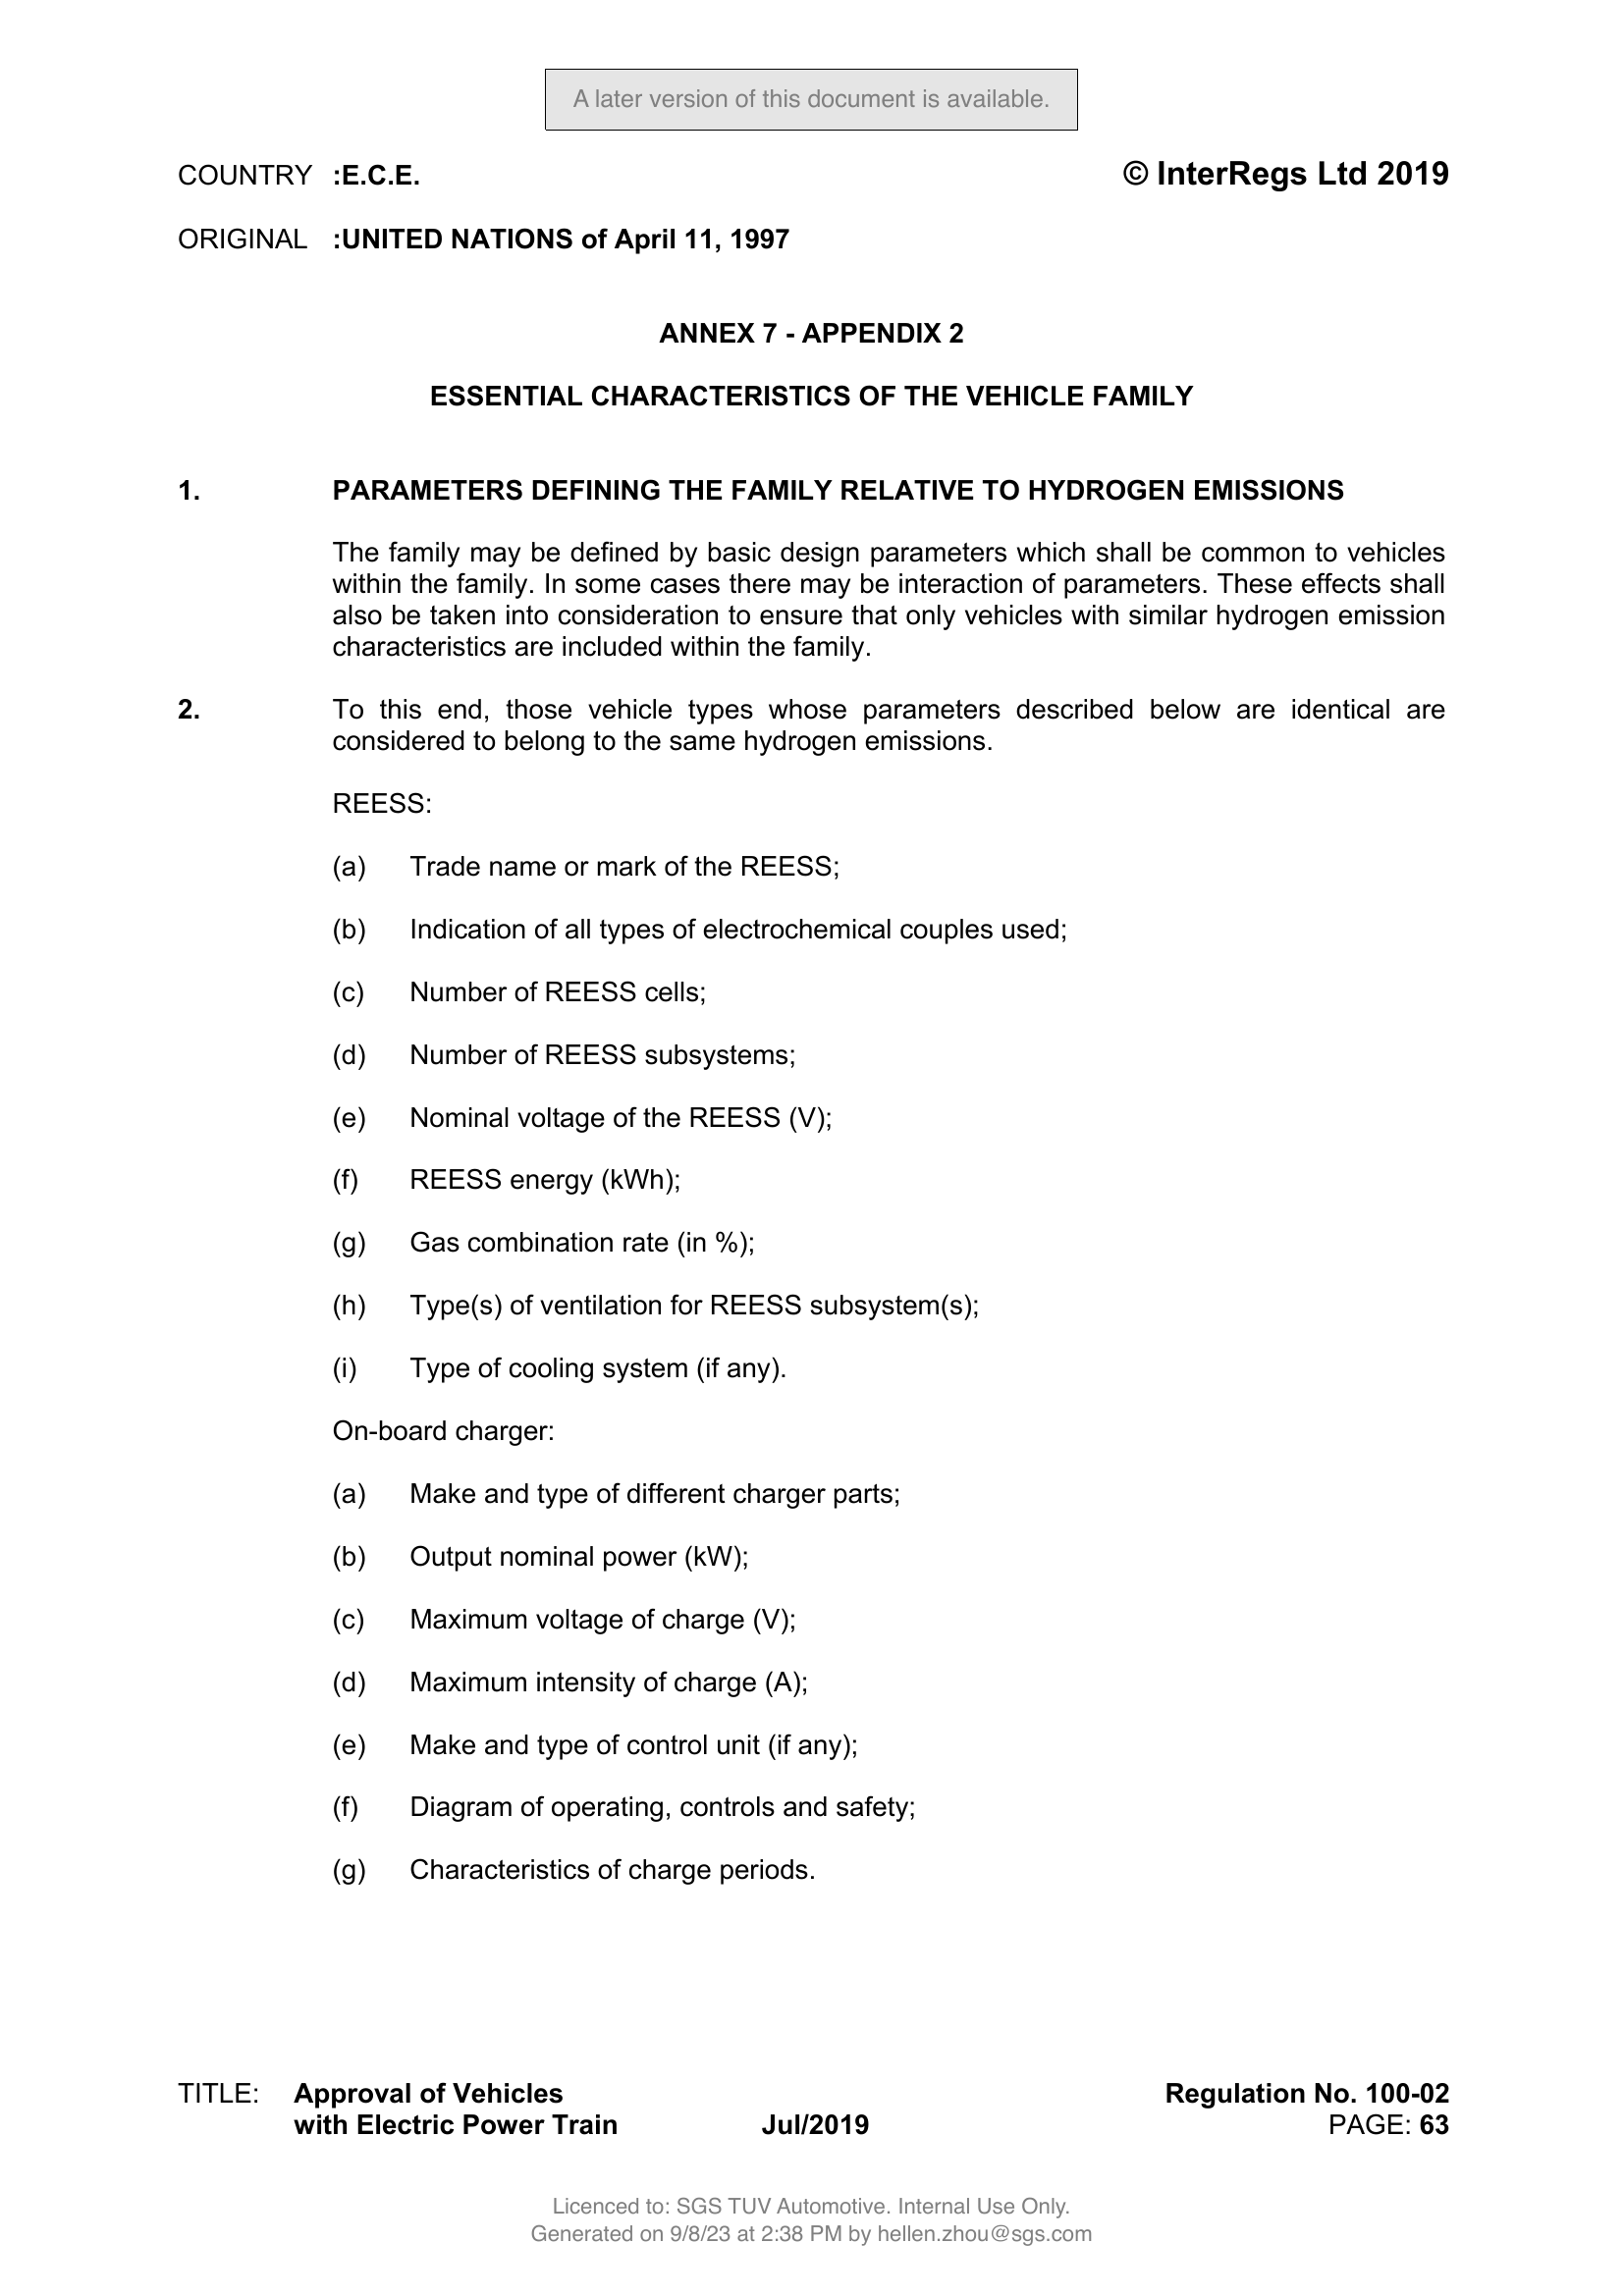 A later version of this document is available.
COUNTRY :E.C.E. © InterRegs Ltd 2019
ORIGINAL :UNITED NATIONS of April 11, 1997
ANNEX 7 - APPENDIX 2
ESSENTIAL CHARACTERISTICS OF THE VEHICLE FAMILY
1. PARAMETERS DEFINING THE FAMILY RELATIVE TO HYDROGEN EMISSIONS
The family may be defined by basic design parameters which shall be common to vehicles
within the family. In some cases there may be interaction of parameters. These effects shall
also be taken into consideration to ensure that only vehicles with similar hydrogen emission
characteristics are included within the family.
2. To this end, those vehicle types whose parameters described below are identical are
considered to belong to the same hydrogen emissions.
REESS:
(a) Trade name or mark of the REESS;
(b) Indication of all types of electrochemical couples used;
(c) Number of REESS cells;
(d) Number of REESS subsystems;
(e) Nominal voltage of the REESS (V);
(f) REESS energy (kWh);
(g) Gas combination rate (in %);
(h) Type(s) of ventilation for REESS subsystem(s);
(i) Type of cooling system (if any).
On-board charger:
(a) Make and type of different charger parts;
(b) Output nominal power (kW);
(c) Maximum voltage of charge (V);
(d) Maximum intensity of charge (A);
(e) Make and type of control unit (if any);
(f) Diagram of operating, controls and safety;
(g) Characteristics of charge periods.
TITLE: Approval of Vehicles Regulation No. 100-02
with Electric Power Train Jul/2019 PAGE: 63
Licenced to: SGS TUV Automotive. Internal Use Only.
Generated on 9/8/23 at 2:38 PM by hellen.zhou@sgs.com